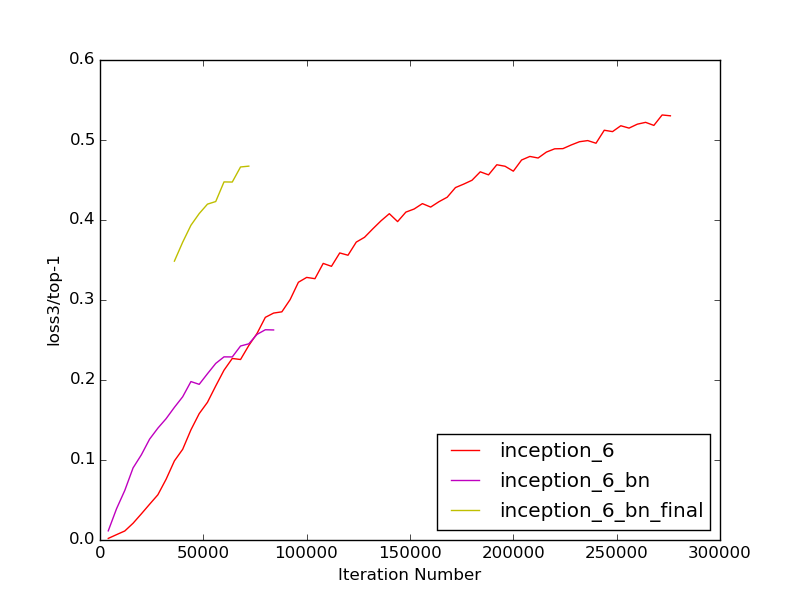 0.6
0.5
0.4
0.3
0.2
0.1
0.0
loss3/top-1
inception_6
inception_6_bn
inception_6_bn_final
0 50000 100000 150000 200000 250000 300000
Iteration Number